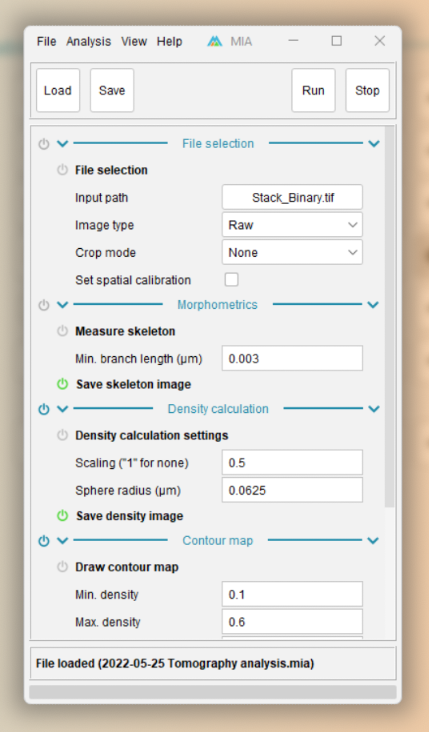 File Analysis View Help MIA
Load Save Run Stop
File selection
File selection
Input path Stack_Binary.tif
Image type Raw
Crop mode None
Set spatial calibration
Morphometrics
Measure skeleton
Min. branch length (µm) 0.003
Save skeleton image
Density calculation
Density calculation settings
Scaling ("1" for none) 0.5
Sphere radius (µm) 0.0625
Save density image
Contour map
Draw contour map
Min. density 0.1
Max. density 0.6
File loaded (2022-05-25 Tomography analysis.mia)